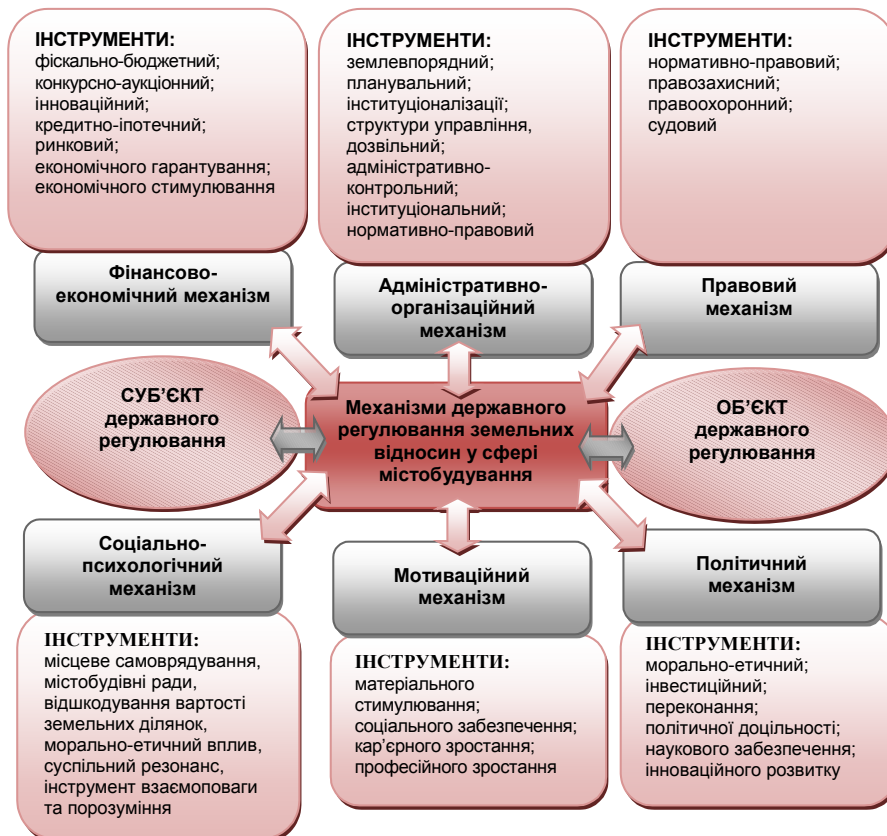 ІНСТРУМЕНТИ:
фіскально-бюджетний;
конкурсно-аукціонний;
інноваційний;
кредитно-іпотечний;
ринковий;
економічного гарантування;
економічного стимулювання
Фінансово-
економічний механізм
ІНСТРУМЕНТИ:
землевпорядний;
планувальний;
інституціоналізації;
структури управління,
дозвільний;
адміністративно-
контрольний;
інституціональний;
нормативно-правовий
Адміністративно-
організаційний
механізм
ІНСТРУМЕНТИ:
нормативно-правовий;
правозахисний;
правоохоронний;
судовий
Правовий
механізм
СУБ’ЄКТ
державного
регулювання
Механізми державного
регулювання земельних
відносин у сфері
містобудування
ОБ’ЄКТ
державного
регулювання
Соціально-
психологічний
механізм
ІНСТРУМЕНТИ:
місцеве самоврядування,
містобудівні ради,
відшкодування вартості
земельних ділянок,
морально-етичний вплив,
суспільний резонанс,
інструмент взаємоповаги
та порозуміння
Мотиваційний
механізм
ІНСТРУМЕНТИ:
матеріального
стимулювання;
соціального забезпечення;
кар’єрного зростання;
професійного зростання
Політичний
механізм
ІНСТРУМЕНТИ:
морально-етичний;
інвестиційний;
переконання;
політичної доцільності;
наукового забезпечення;
інноваційного розвитку